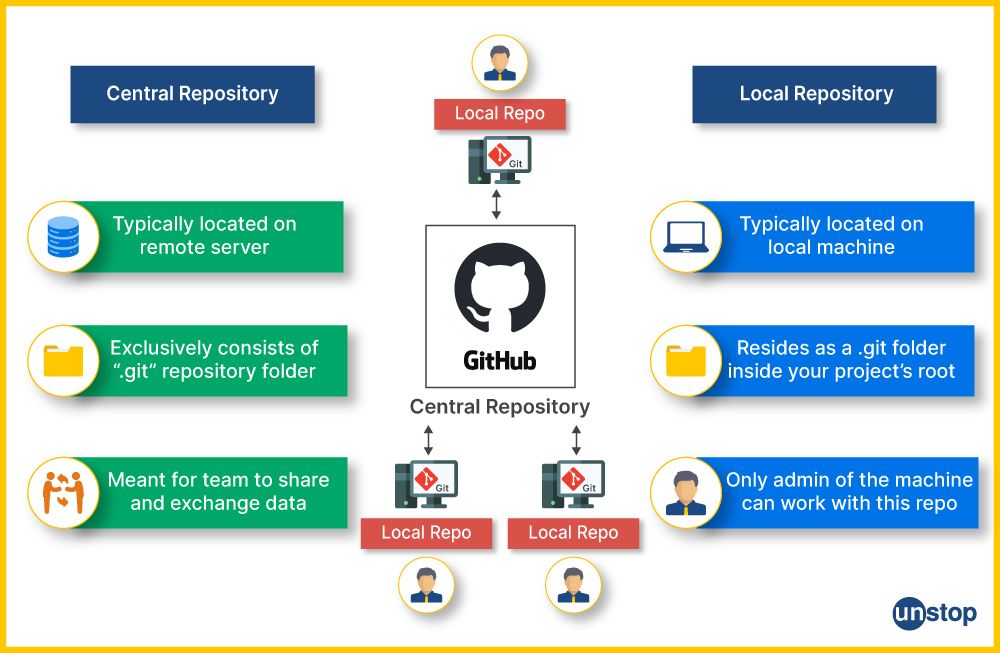 Central Repository
Typically located on
remote server
Exclusively consists of
“.git” repository folder
Meant for team to share
and exchange data
Local Repo
Git
GitHub
Central Repository
Git
Git
Local Repo
Local Repo
Local Repository
Typically located on
local machine
Resides as a .git folder
inside your project’s root
Only admin of the machine
can work with this repo
unstop